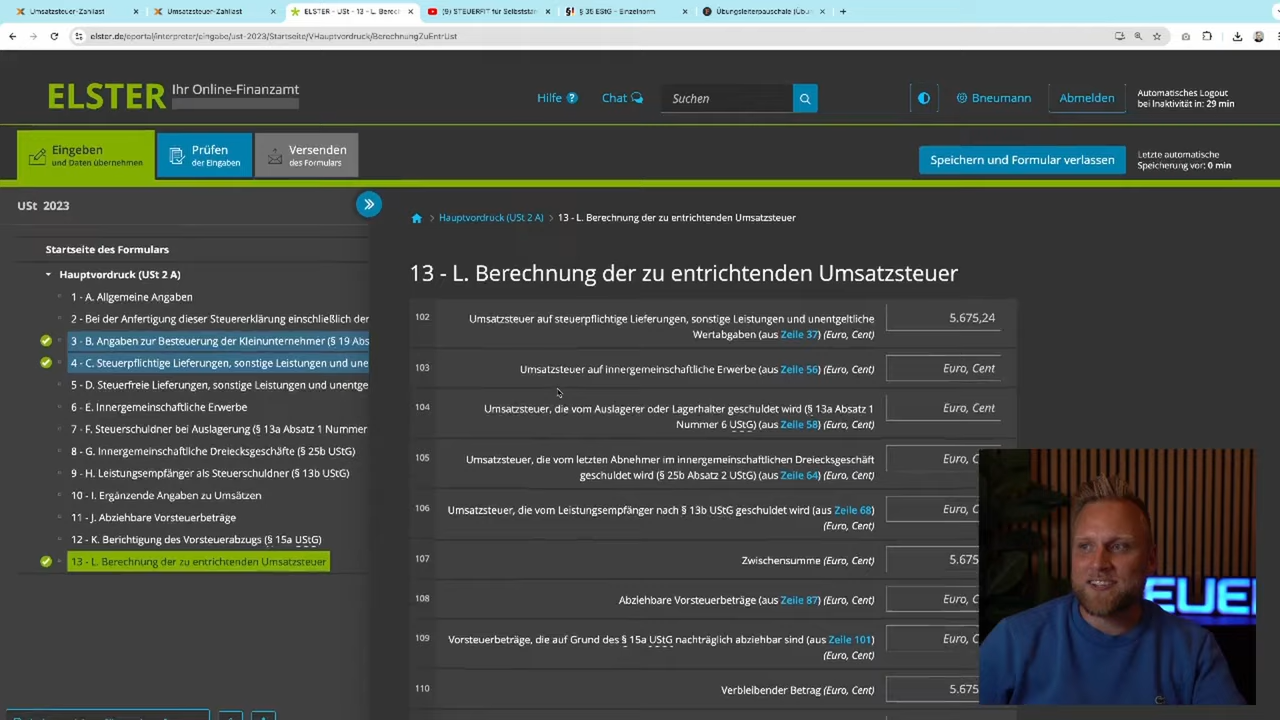 Umsatzsteuer-Zahllast
Umsatzsteuer-Zahllast
ELSTER - USt - 13 - L. Berec
(9) STEUERFIT für Selbststä
§ 35 EStG - Einzelnorm
Übungsleiterpauschale (Übu
elster.de/eportal/interpreter/eingabe/ust-2023/Startseite/VHauptvordruck/BerechnungZuEntrUst
ELSTER
Ihr Online-Finanzamt
Hilfe ?
Chat
Suchen
Bneumann
Abmelden
Automatisches Logout
bei Inaktivität in: 29 min
Eingeben
und Daten übernehmen
Prüfen
der Eingaben
Versenden
des Formulars
Speichern und Formular verlassen
Letzte automatische
Speicherung vor: 0 min
USt 2023
Hauptvordruck (USt 2 A) > 13 - L. Berechnung der zu entrichtenden Umsatzsteuer
Startseite des Formulars
Hauptvordruck (USt 2 A)
1 - A. Allgemeine Angaben
2 - Bei der Anfertigung dieser Steuererklärung einschließlich der
3 - B. Angaben zur Besteuerung der Kleinunternehmer (§ 19 Abs
4 - C. Steuerpflichtige Lieferungen, sonstige Leistungen und une
5 - D. Steuerfreie Lieferungen, sonstige Leistungen und unentge
6 - E. Innergemeinschaftliche Erwerbe
7 - F. Steuerschuldner bei Auslagerung (§ 13a Absatz 1 Nummer
8 - G. Innergemeinschaftliche Dreiecksgeschäfte (§ 25b UStG)
9 - H. Leistungsempfänger als Steuerschuldner (§ 13b UStG)
10 - I. Ergänzende Angaben zu Umsätzen
11 - J. Abziehbare Vorsteuerbeträge
12 - K. Berichtigung des Vorsteuerabzugs (§ 15a UStG)
13 - L. Berechnung der zu entrichtenden Umsatzsteuer
13 - L. Berechnung der zu entrichtenden Umsatzsteuer
102 Umsatzsteuer auf steuerpflichtige Lieferungen, sonstige Leistungen und unentgeltliche 5.675,24
Wertabgaben (aus Zeile 37) (Euro, Cent)
103 Umsatzsteuer auf innergemeinschaftliche Erwerbe (aus Zeile 56) (Euro, Cent) Euro, Cent
104 Umsatzsteuer, die vom Auslagerer oder Lagerhalter geschuldet wird (§ 13a Absatz 1 Euro, Cent
Nummer 6 UStG) (aus Zeile 58) (Euro, Cent)
105 Umsatzsteuer, die vom letzten Abnehmer im innergemeinschaftlichen Dreiecksgeschäft Euro, C
geschuldet wird (§ 25b Absatz 2 UStG) (aus Zeile 64) (Euro, Cent)
106 Umsatzsteuer, die vom Leistungsempfänger nach § 13b UStG geschuldet wird (aus Zeile 68) Euro, C
(Euro, Cent)
107 Zwischensumme (Euro, Cent) 5.675
108 Abziehbare Vorsteuerbeträge (aus Zeile 87) (Euro, Cent) Euro, C
109 Vorsteuerbeträge, die auf Grund des § 15a UStG nachträglich abziehbar sind (aus Zeile 101) Euro, C
(Euro, Cent)
110 Verbleibender Betrag (Euro, Cent) 5.675
EUE